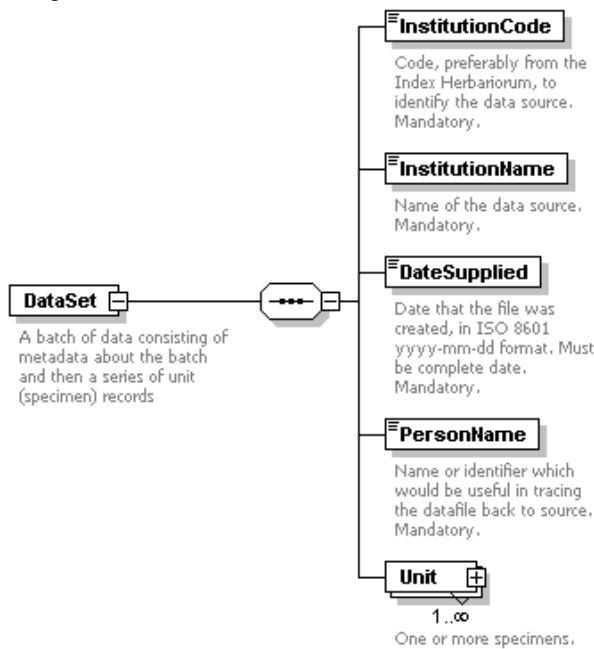 InstitutionCode
Code, preferably from the
Index Herbariorum, to
identify the data source.
Mandatory.
InstitutionName
Name of the data source.
Mandatory.
DateSupplied
Date that the file was
created, in ISO 8601
yyyy-mm-dd format. Must
be complete date.
Mandatory.
DataSet
A batch of data consisting of
metadata about the batch
and then a series of unit
(specimen) records
PersonName
Name or identifier which
would be useful in tracing
the datafile back to source.
Mandatory.
Unit
1..∞
One or more specimens.